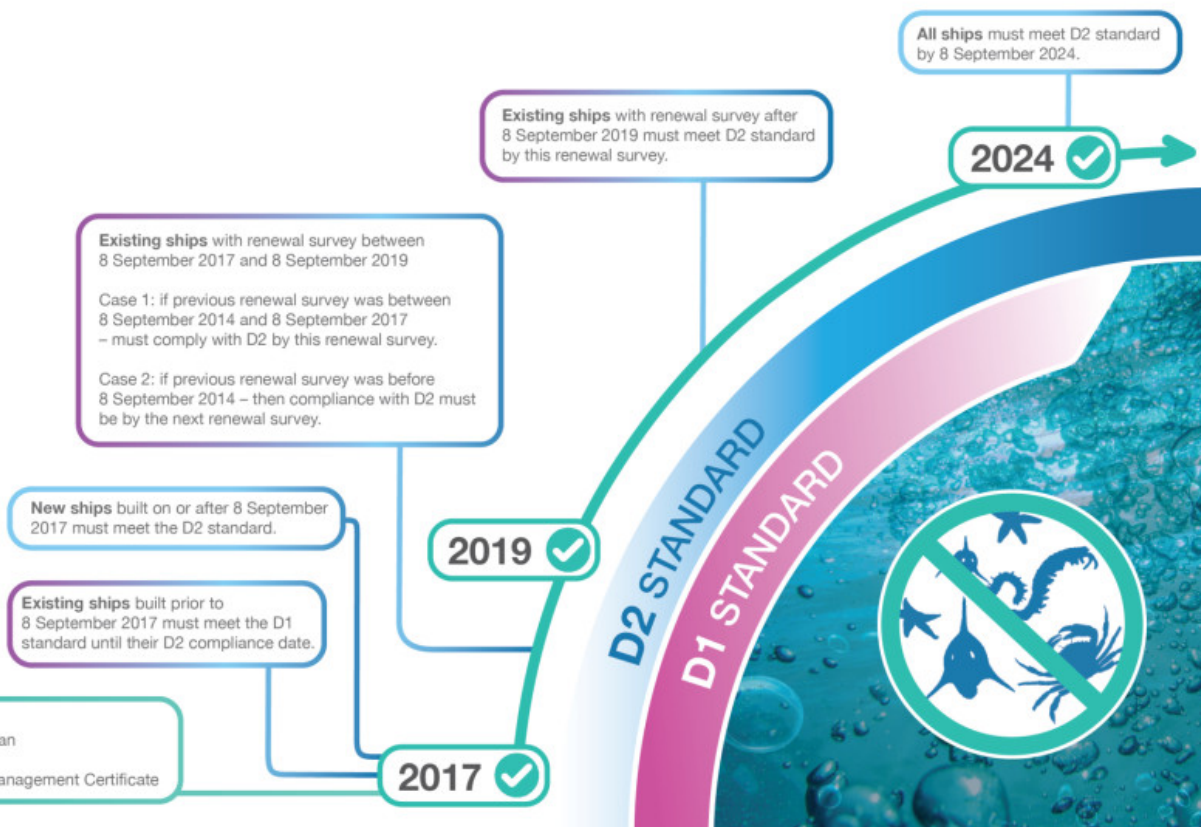 All ships must meet D2 standard
by 8 September 2024.
Existing ships with renewal survey after
8 September 2019 must meet D2 standard
by this renewal survey.
2024
Existing ships with renewal survey between
8 September 2017 and 8 September 2019
Case 1: if previous renewal survey was between
8 September 2014 and 8 September 2017
– must comply with D2 by this renewal survey.
Case 2: if previous renewal survey was before
8 September 2014 – then compliance with D2 must
be by the next renewal survey.
New ships built on or after 8 September
2017 must meet the D2 standard.
2019
Existing ships built prior to
8 September 2017 must meet the D1
standard until their D2 compliance date.
D2 STANDARD
D1 STANDARD
an
anagement Certificate
2017